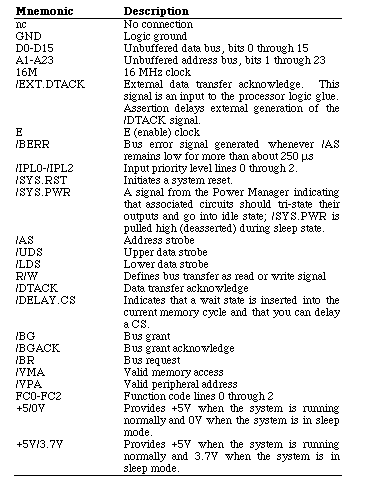 Mnemonic Description
nc No connection
GND Logic ground
D0-D15 Unbuffered data bus, bits 0 through 15
A1-A23 Unbuffered address bus, bits 1 through 23
16M 16 MHz clock
/EXT.DTACK External data transfer acknowledge. This
signal is an input to the processor logic glue.
Assertion delays external generation of the
/DTACK signal.
E E (enable) clock
/BERR Bus error signal generated whenever /AS
remains low for more than about 250 µs
/IPL0-/IPL2 Input priority level lines 0 through 2.
/SYS.RST Initiates a system reset.
/SYS.PWR A signal from the Power Manager indicating
that associated circuits should tri-state their
outputs and go into idle state; /SYS.PWR is
pulled high (deasserted) during sleep state.
/AS Address strobe
/UDS Upper data strobe
/LDS Lower data strobe
R/W Defines bus transfer as read or write signal
/DTACK Data transfer acknowledge
/DELAY.CS Indicates that a wait state is inserted into the
current memory cycle and that you can delay
a CS.
/BG Bus grant
/BGACK Bus grant acknowledge
/BR Bus request
/VMA Valid memory access
/VPA Valid peripheral address
FC0-FC2 Function code lines 0 through 2
+5/0V Provides +5V when the system is running
normally and 0V when the system is in sleep
mode.
+5V/3.7V Provides +5V when the system is running
normally and 3.7V when the system is in
sleep mode.